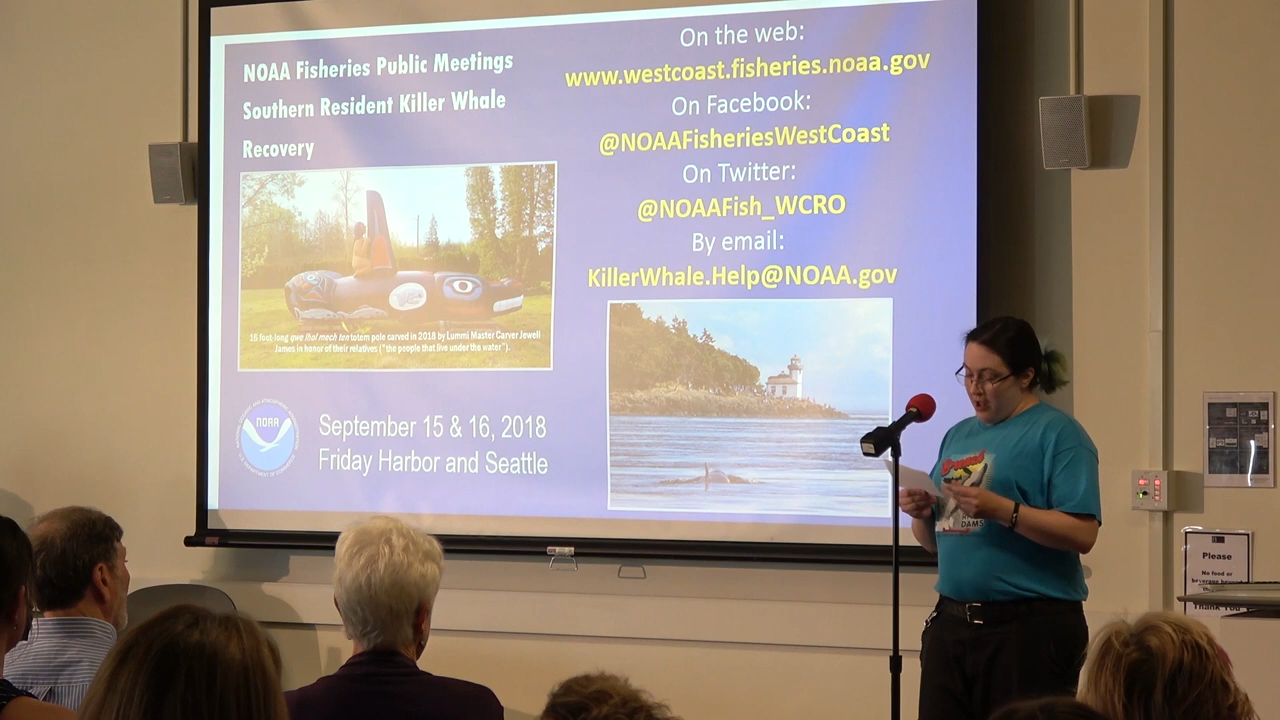 NOAA Fisheries Public Meetings
Southern Resident Killer Whale
Recovery
16 foot-long qwe lhol mech ten totem pole carved in 2018 by Lummi Master Carver Jewell
James in honor of their relatives ("the people that live under the water").
NOAA
September 15 & 16, 2018
Friday Harbor and Seattle
On the web:
www.westcoast.fisheries.noaa.gov
On Facebook:
@NOAAFisheriesWestCoast
On Twitter:
@NOAAFish_WCRO
By email:
KillerWhale.Help@NOAA.gov
DAMS
Please
No food or
beverage
Thank You